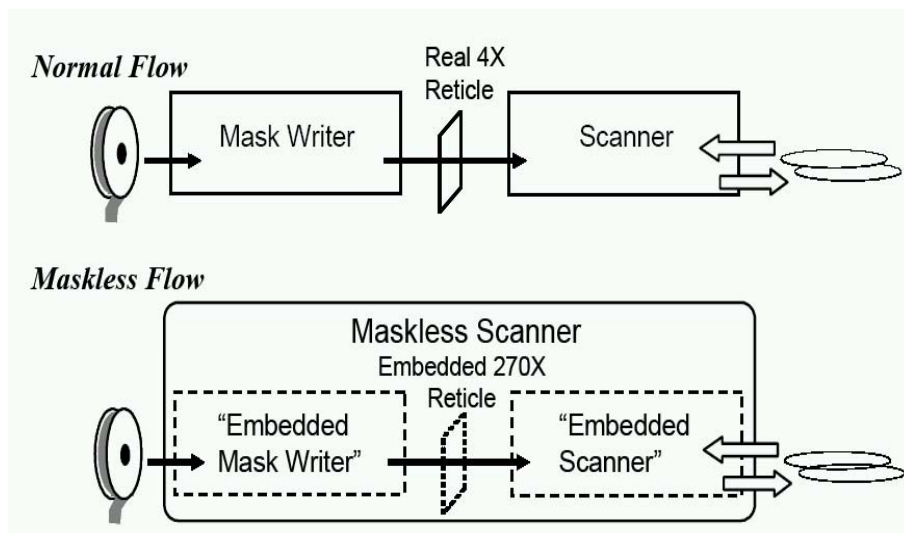 Normal Flow
Real 4X
Reticle
Mask Writer
Scanner
Maskless Flow
Maskless Scanner
Embedded 270X
Reticle
“Embedded
Mask Writer”
“Embedded
Scanner”